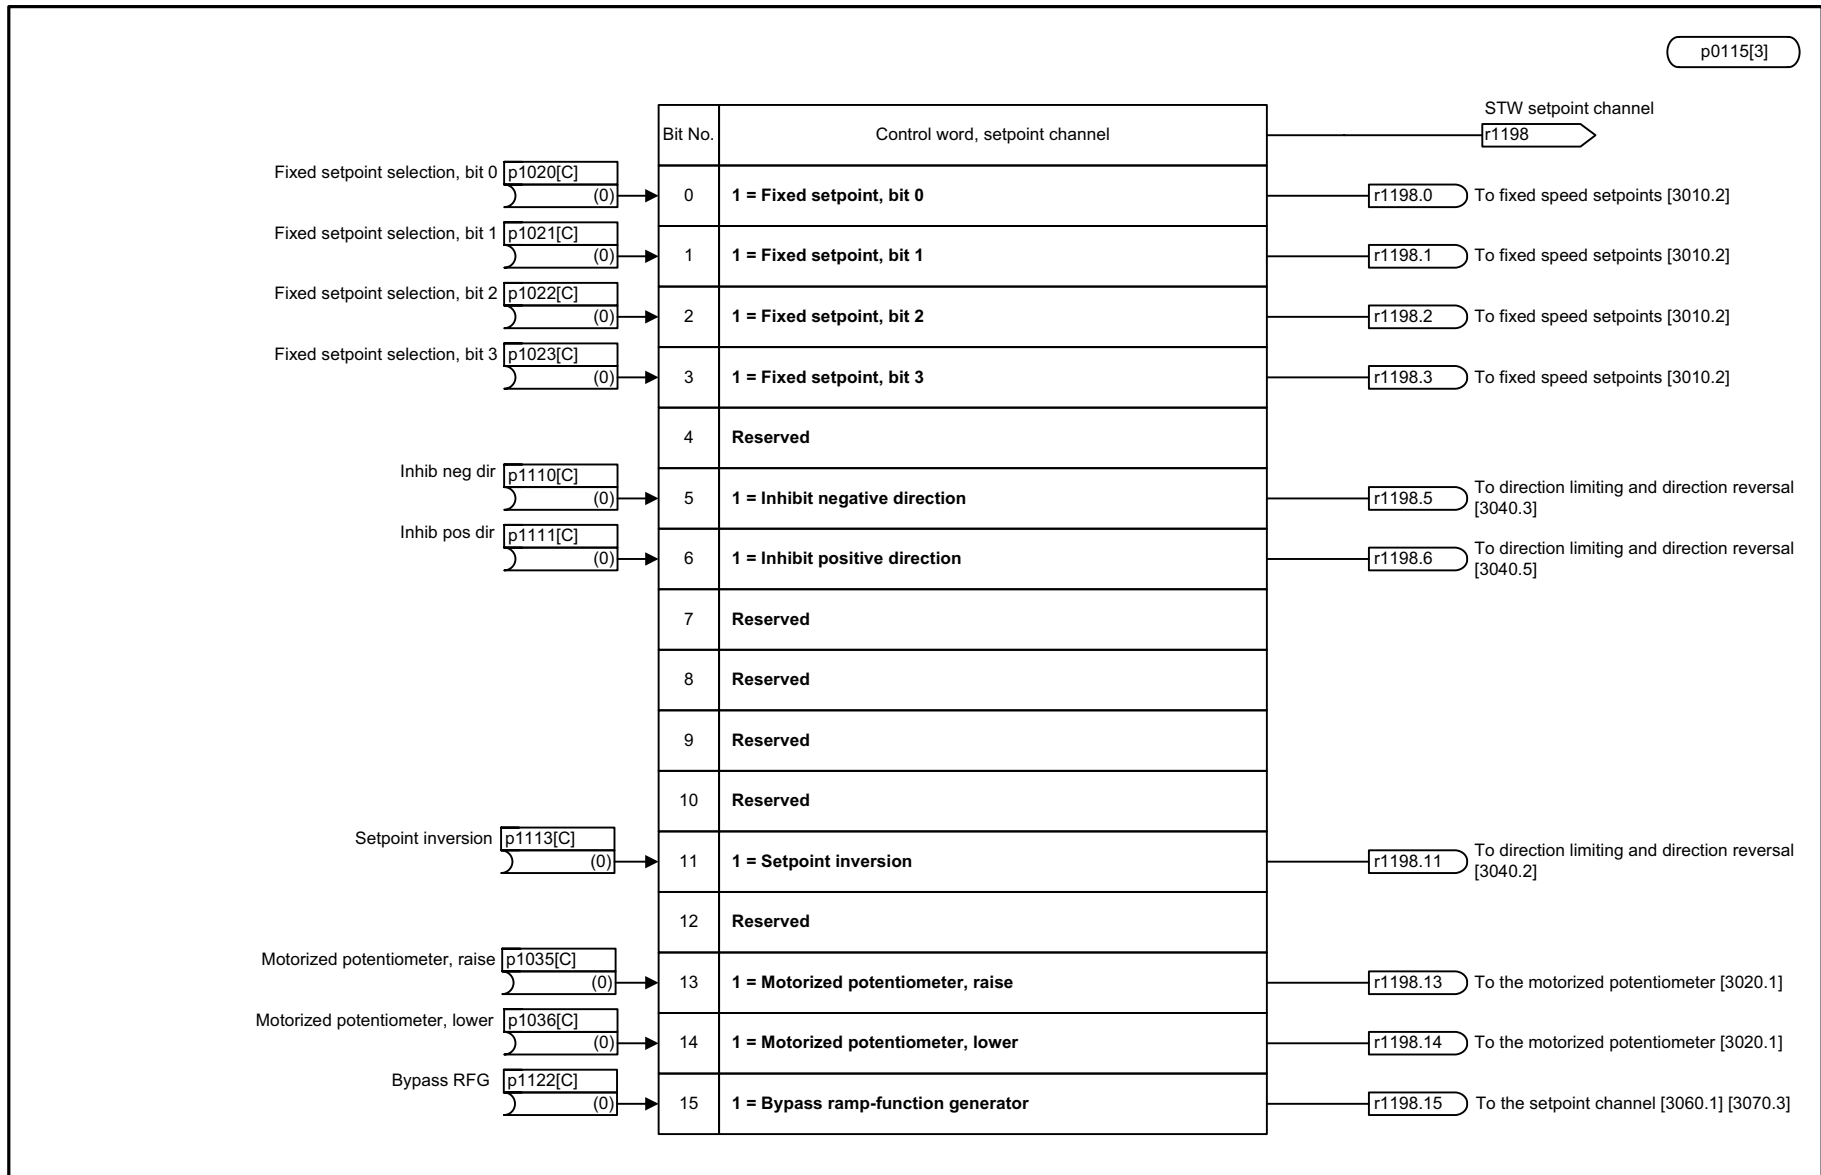 p0115[3]
STW setpoint channel
Bit No.
Control word, setpoint channel
r1198
Fixed setpoint selection, bit 0
p1020[C]
(0)
0
1 = Fixed setpoint, bit 0
r1198.0
To fixed speed setpoints [3010.2]
Fixed setpoint selection, bit 1
p1021[C]
(0)
1
1 = Fixed setpoint, bit 1
r1198.1
To fixed speed setpoints [3010.2]
Fixed setpoint selection, bit 2
p1022[C]
(0)
2
1 = Fixed setpoint, bit 2
r1198.2
To fixed speed setpoints [3010.2]
Fixed setpoint selection, bit 3
p1023[C]
(0)
3
1 = Fixed setpoint, bit 3
r1198.3
To fixed speed setpoints [3010.2]
4
Reserved
Inhib neg dir
p1110[C]
(0)
5
1 = Inhibit negative direction
r1198.5
To direction limiting and direction reversal
[3040.3]
Inhib pos dir
p1111[C]
(0)
6
1 = Inhibit positive direction
r1198.6
To direction limiting and direction reversal
[3040.5]
7
Reserved
8
Reserved
9
Reserved
10
Reserved
Setpoint inversion
p1113[C]
(0)
11
1 = Setpoint inversion
r1198.11
To direction limiting and direction reversal
[3040.2]
12
Reserved
Motorized potentiometer, raise
p1035[C]
(0)
13
1 = Motorized potentiometer, raise
r1198.13
To the motorized potentiometer [3020.1]
Motorized potentiometer, lower
p1036[C]
(0)
14
1 = Motorized potentiometer, lower
r1198.14
To the motorized potentiometer [3020.1]
Bypass RFG
p1122[C]
(0)
15
1 = Bypass ramp-function generator
r1198.15
To the setpoint channel [3060.1] [3070.3]